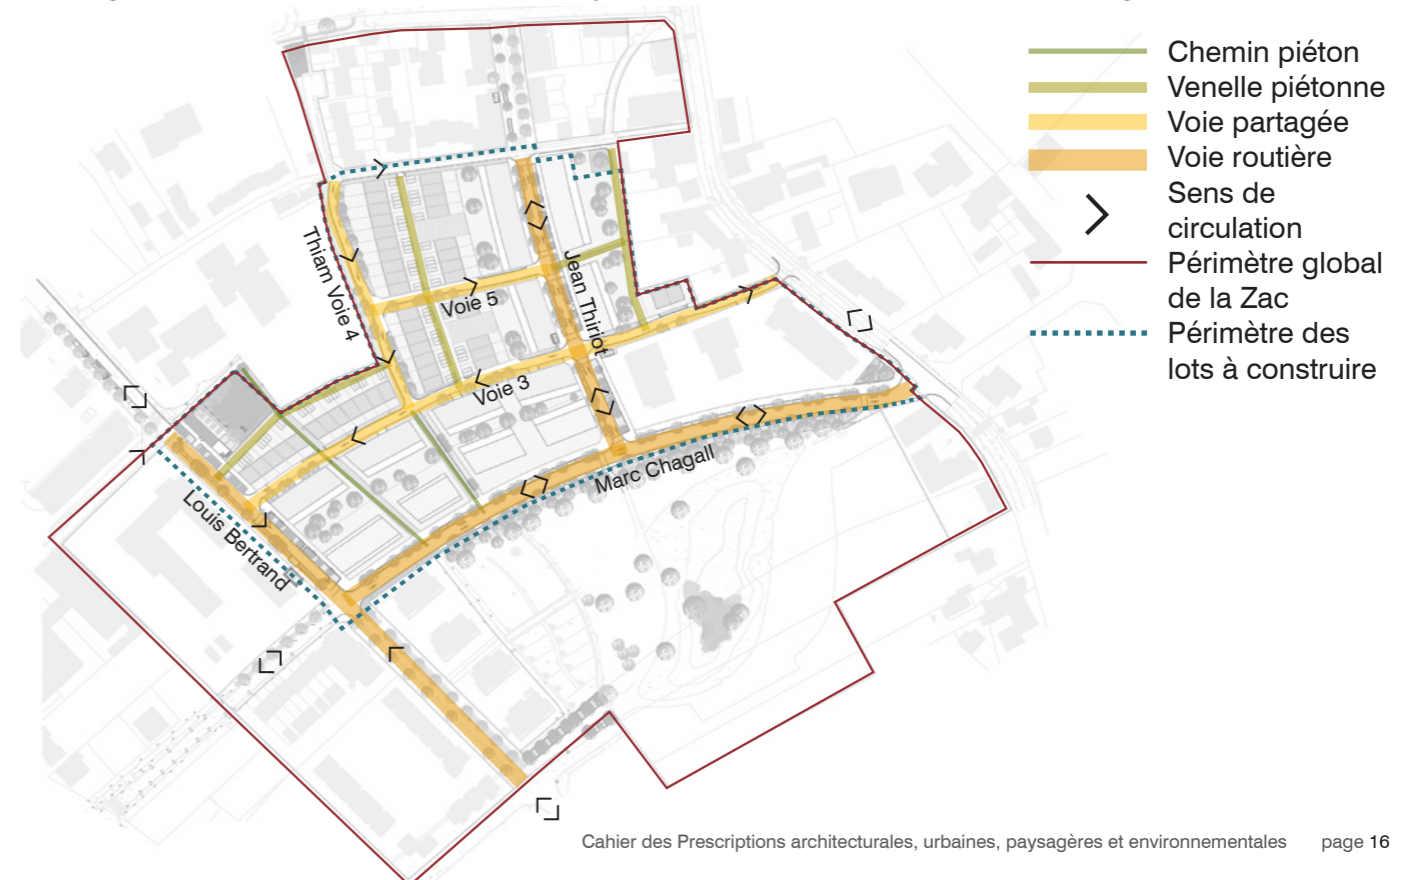 Chemin piéton
Venelle piétonne
Voie partagée
Voie routière
Sens de
circulation
Périmètre global
de la Zac
Périmètre des
lots à construire
Thiam Voie 4
Voie 5
Jean Thiriot
Voie 3
Marc Chagall
Louis Bertrand
Cahier des Prescriptions architecturales, urbaines, paysagères et environnementales page 16